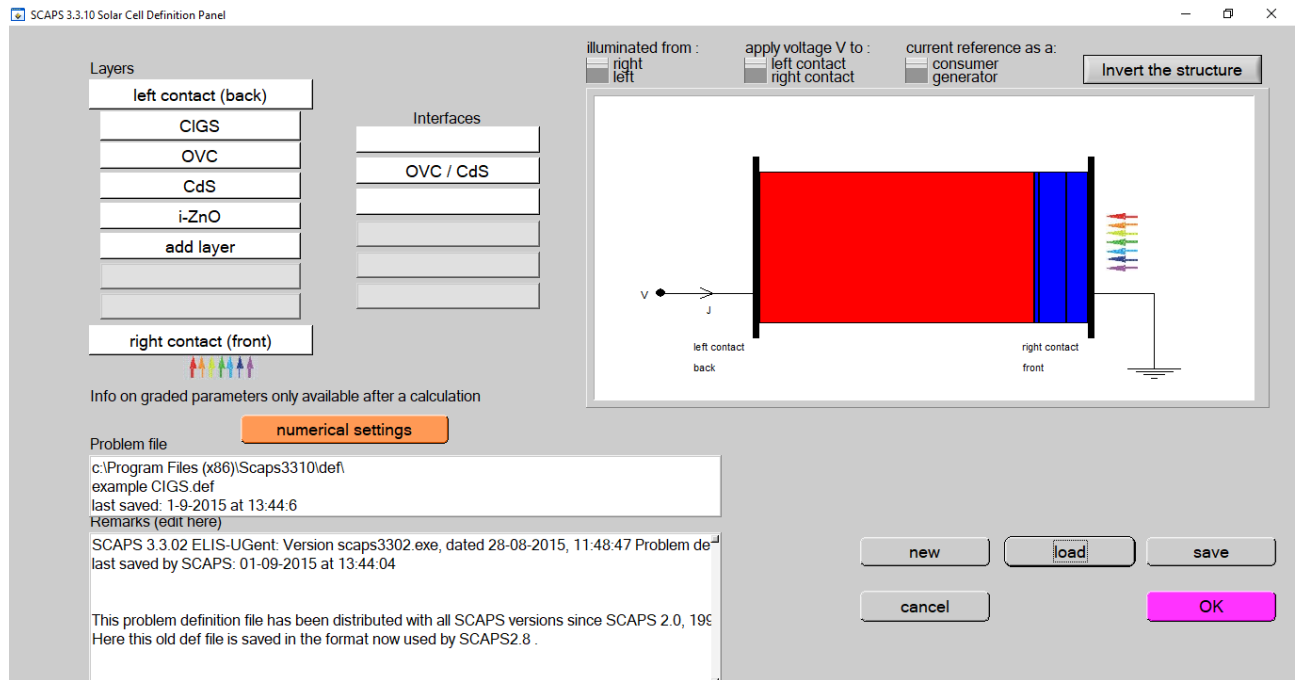 SCAPS 3.3.10 Solar Cell Definition Panel
illuminated from :
right
left
apply voltage V to :
left contact
right contact
current reference as a:
consumer
generator
Invert the structure
Layers
left contact (back)
CIGS
OVC
CdS
i-ZnO
add layer
right contact (front)
Interfaces
OVC / CdS
V
J
left contact
back
right contact
front
Info on graded parameters only available after a calculation
numerical settings
Problem file
c:\Program Files (x86)\Scaps3310\def\
example CIGS.def
last saved: 1-9-2015 at 13:44:6
Remarks (edit here)
SCAPS 3.3.02 ELIS-UGent: Version scaps3302.exe, dated 28-08-2015, 11:48:47 Problem de
last saved by SCAPS: 01-09-2015 at 13:44:04
This problem definition file has been distributed with all SCAPS versions since SCAPS 2.0, 199
Here this old def file is saved in the format now used by SCAPS2.8 .
new
load
save
cancel
OK